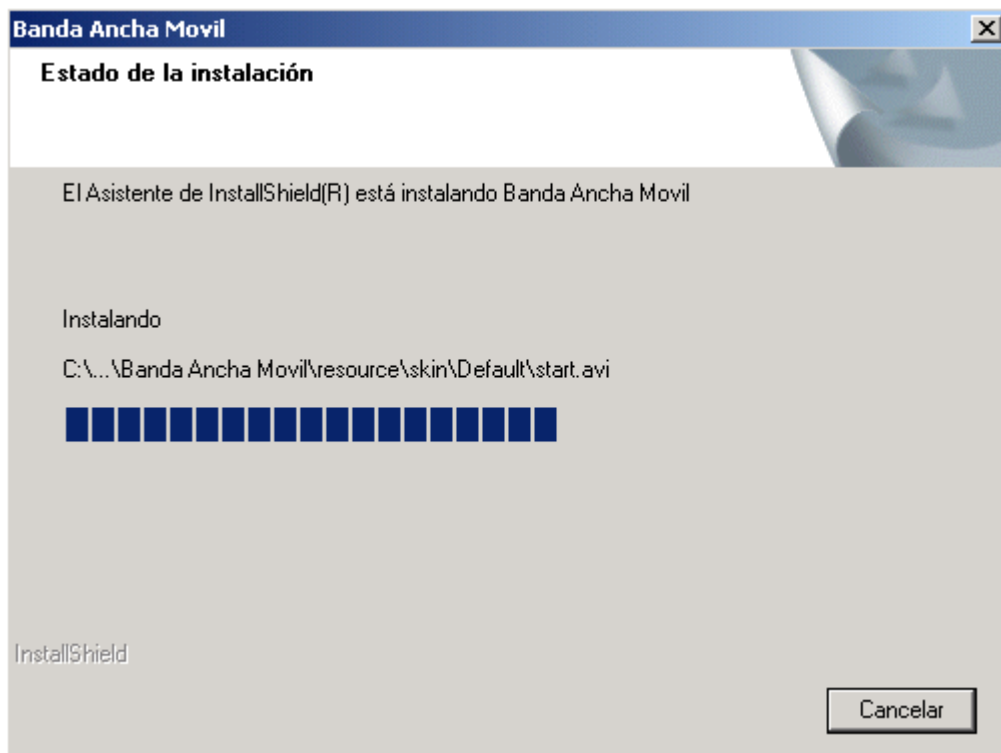 Banda Ancha Movil
Estado de la instalación
El Asistente de InstallShield(R) está instalando Banda Ancha Movil
Instalando
C:\...\Banda Ancha Movil\resource\skin\Default\start.avi
InstallShield
Cancelar